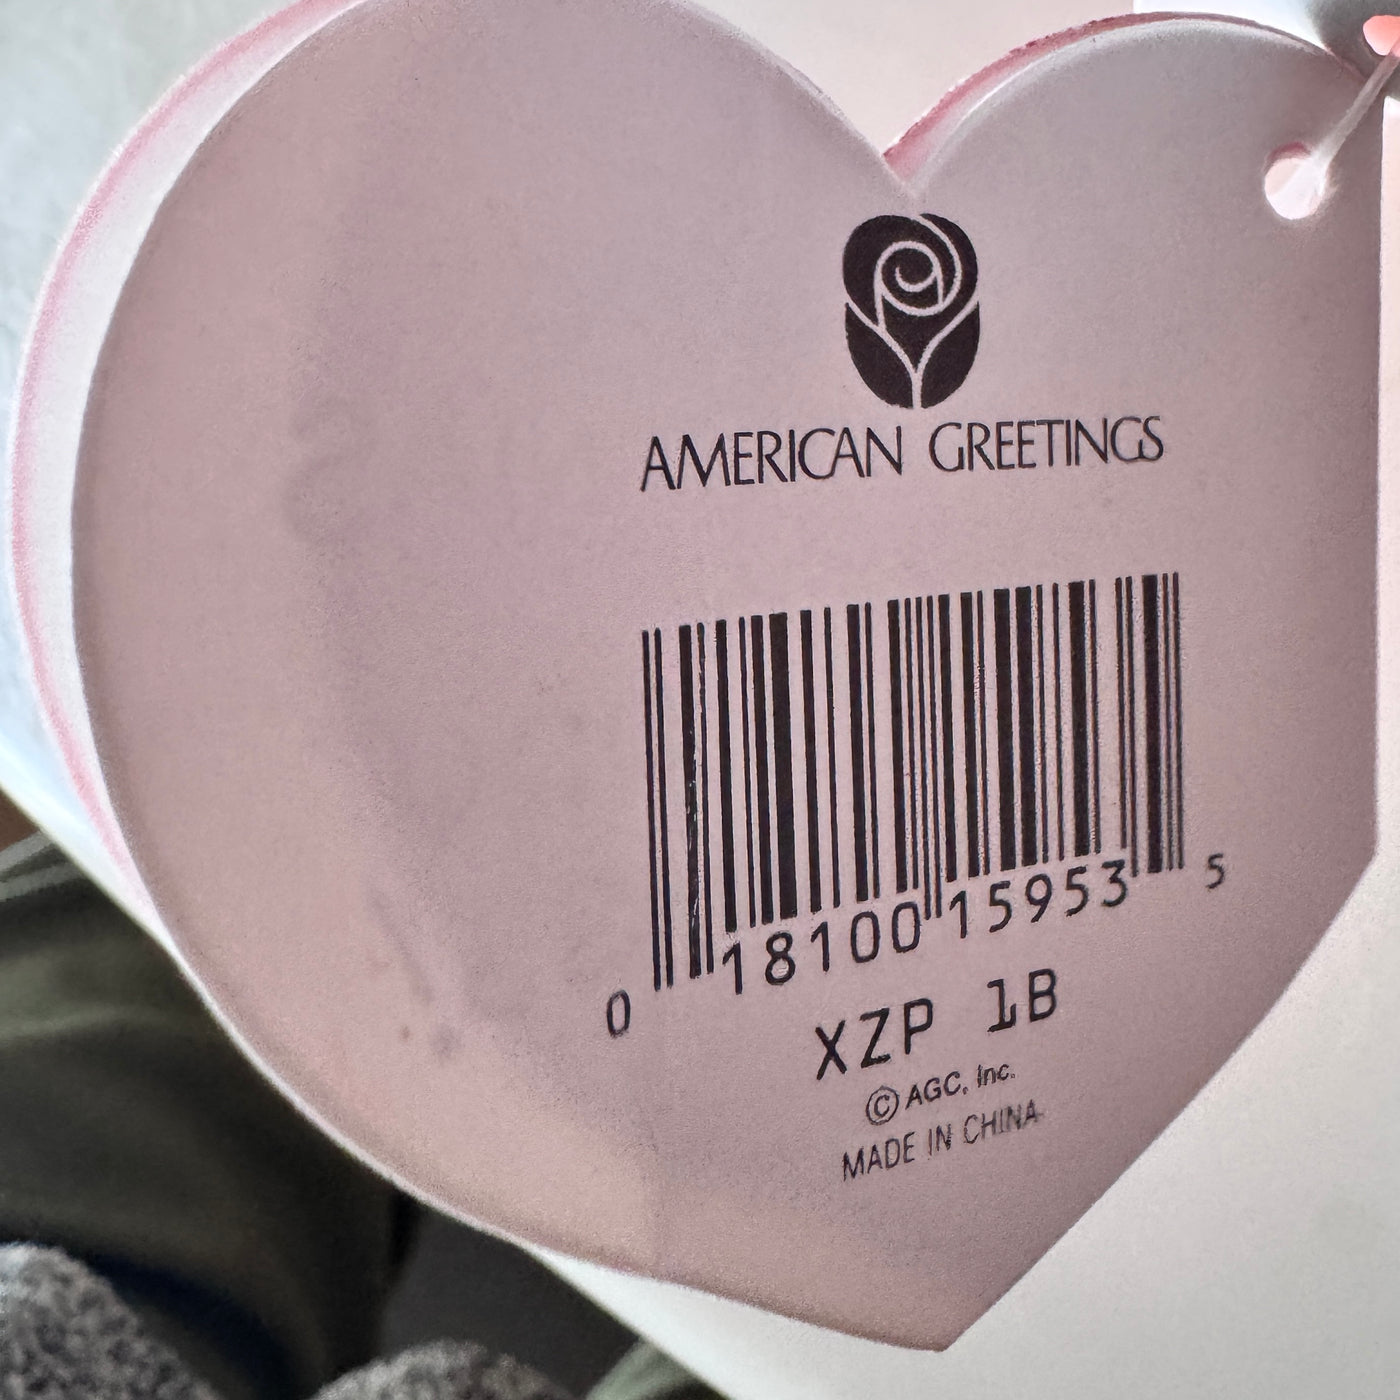 AMERICAN GREETINGS
0 18100 15953 5
XZP 1B
© AGC, Inc.
MADE IN CHINA